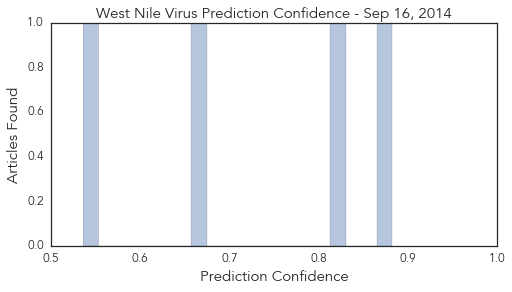 West Nile Virus Prediction Confidence - Sep 16, 2014
1.0
0.8
0.6
0.4
0.2
0.0
Articles Found
0.5 0.6 0.7 0.8 0.9 1.0
Prediction Confidence